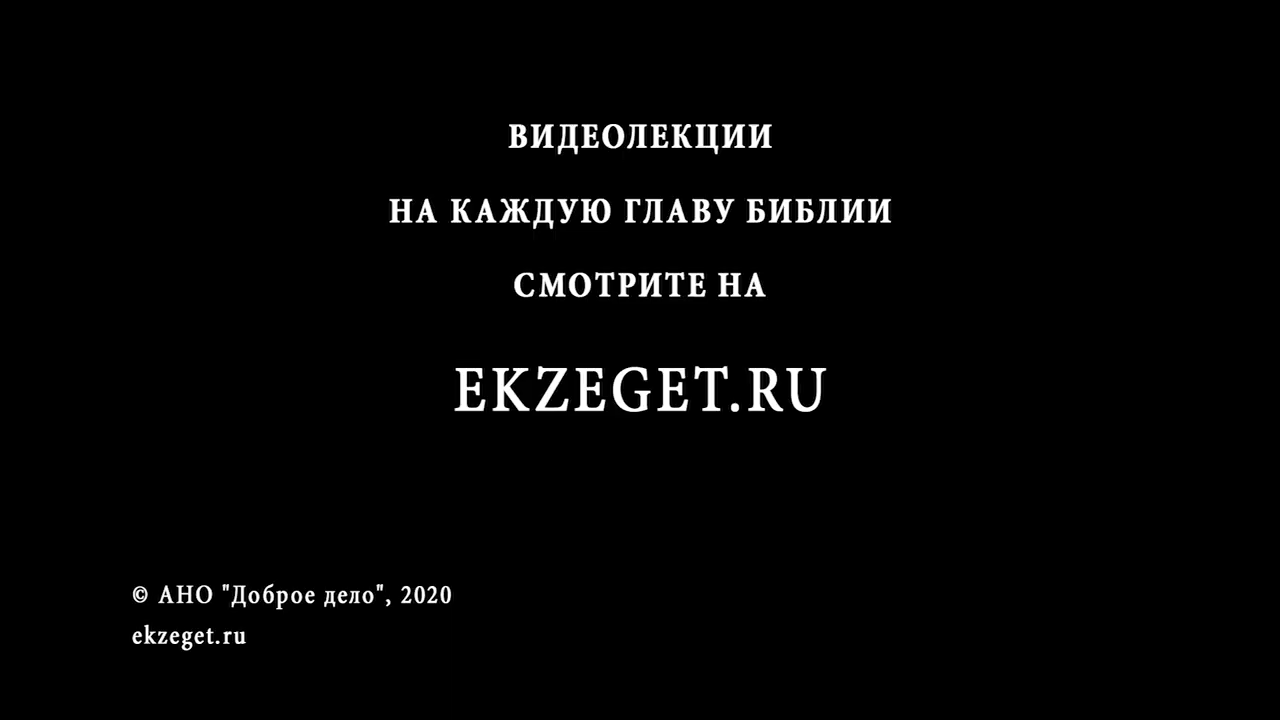 ВИДЕОЛЕКЦИИ
НА КАЖДУЮ ГЛАВУ БИБЛИИ
СМОТРИТЕ НА
EKZEGET.RU
© АНО "Доброе дело", 2020
ekzeget.ru